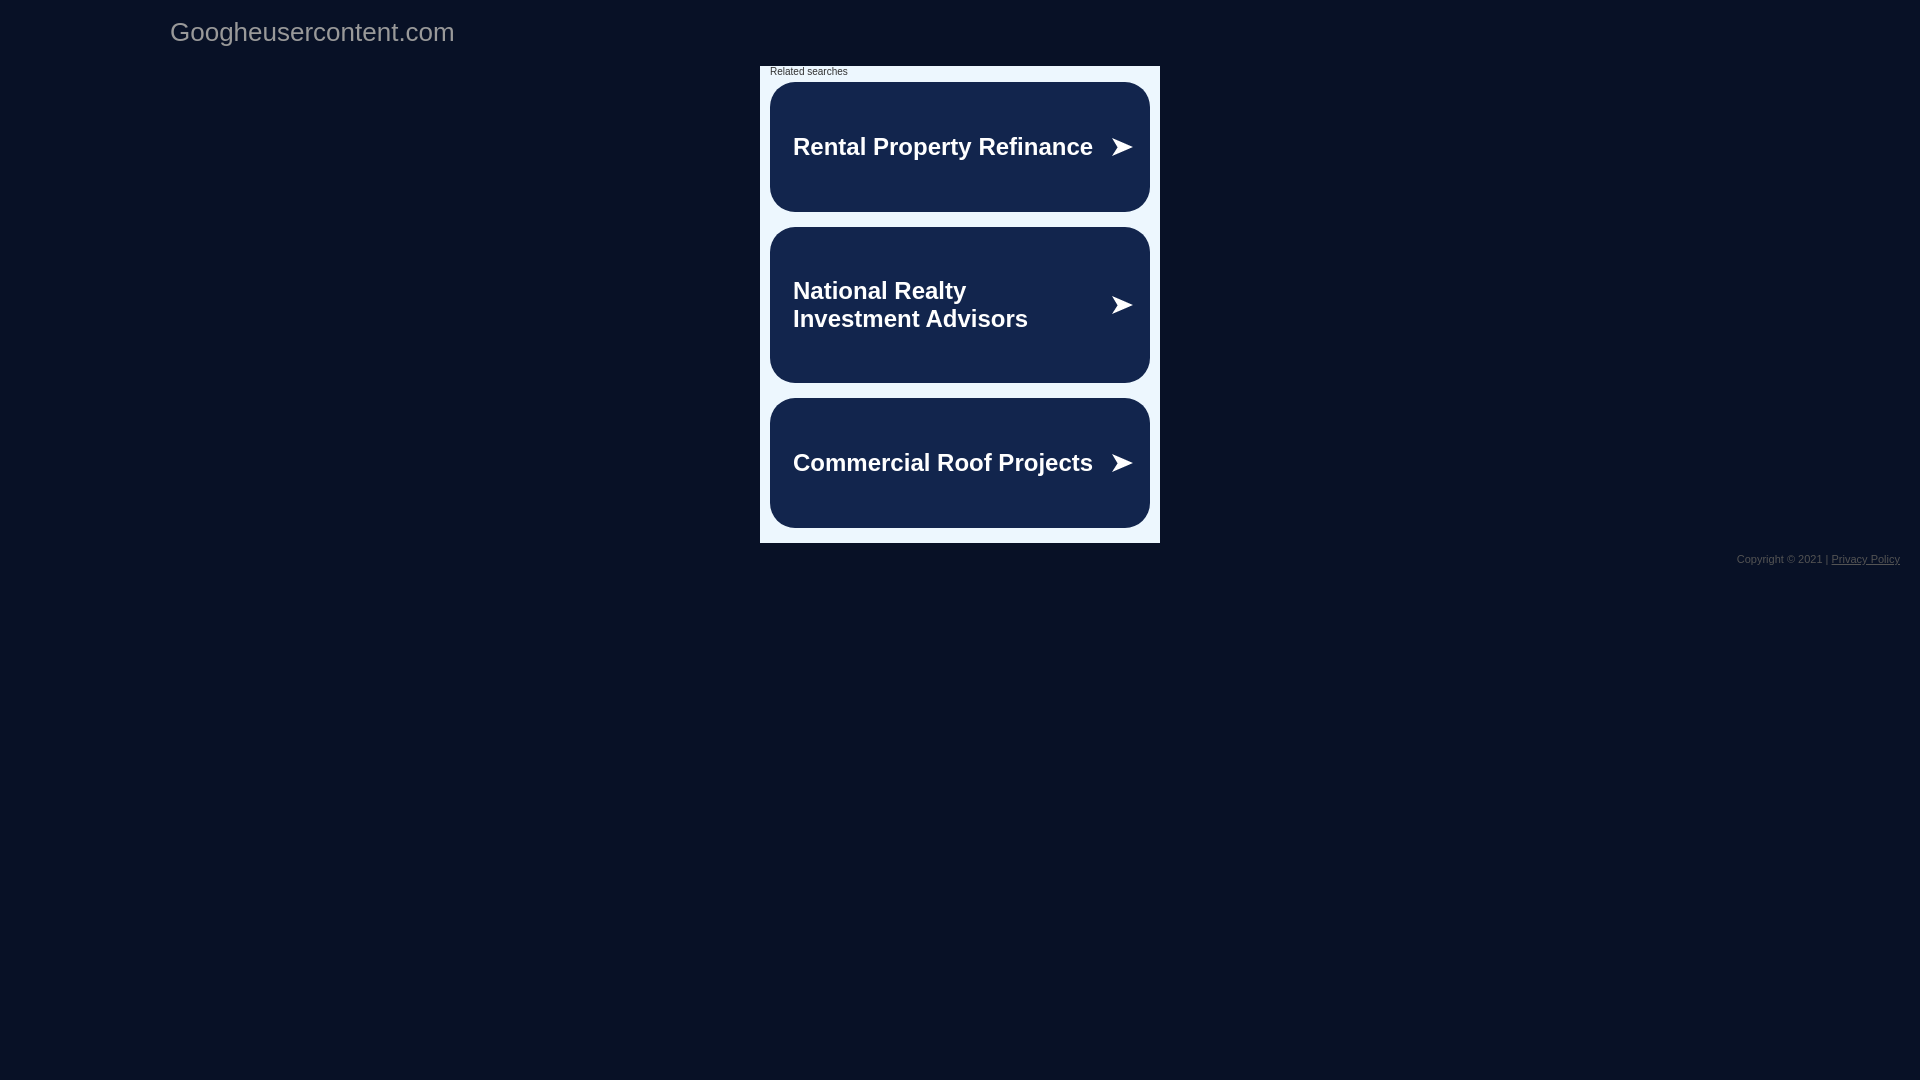 Googheusercontent.com
Related searches
Rental Property Refinance
National Realty
Investment Advisors
Commercial Roof Projects
Copyright © 2021 | Privacy Policy